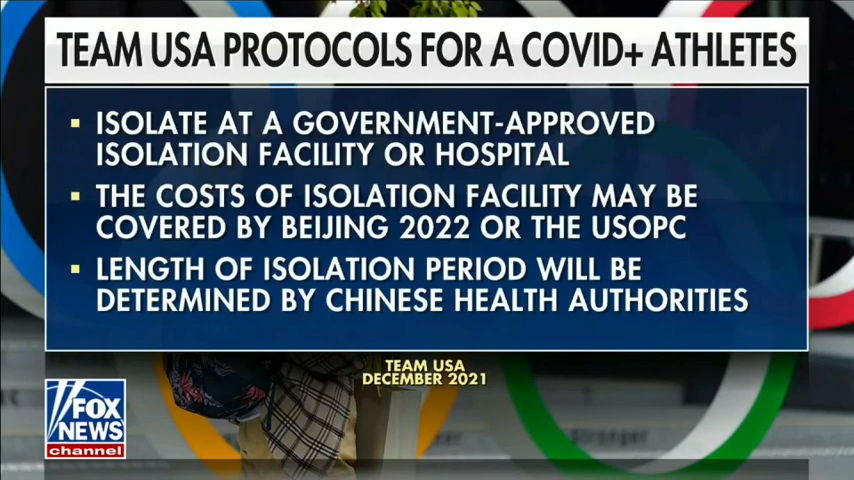 TEAM USA PROTOCOLS FOR A COVID+ ATHLETES
▪ ISOLATE AT A GOVERNMENT-APPROVED
ISOLATION FACILITY OR HOSPITAL
▪ THE COSTS OF ISOLATION FACILITY MAY BE
COVERED BY BEIJING 2022 OR THE USOPC
▪ LENGTH OF ISOLATION PERIOD WILL BE
DETERMINED BY CHINESE HEALTH AUTHORITIES
TEAM USA
DECEMBER 2021
FOX
NEWS
channel